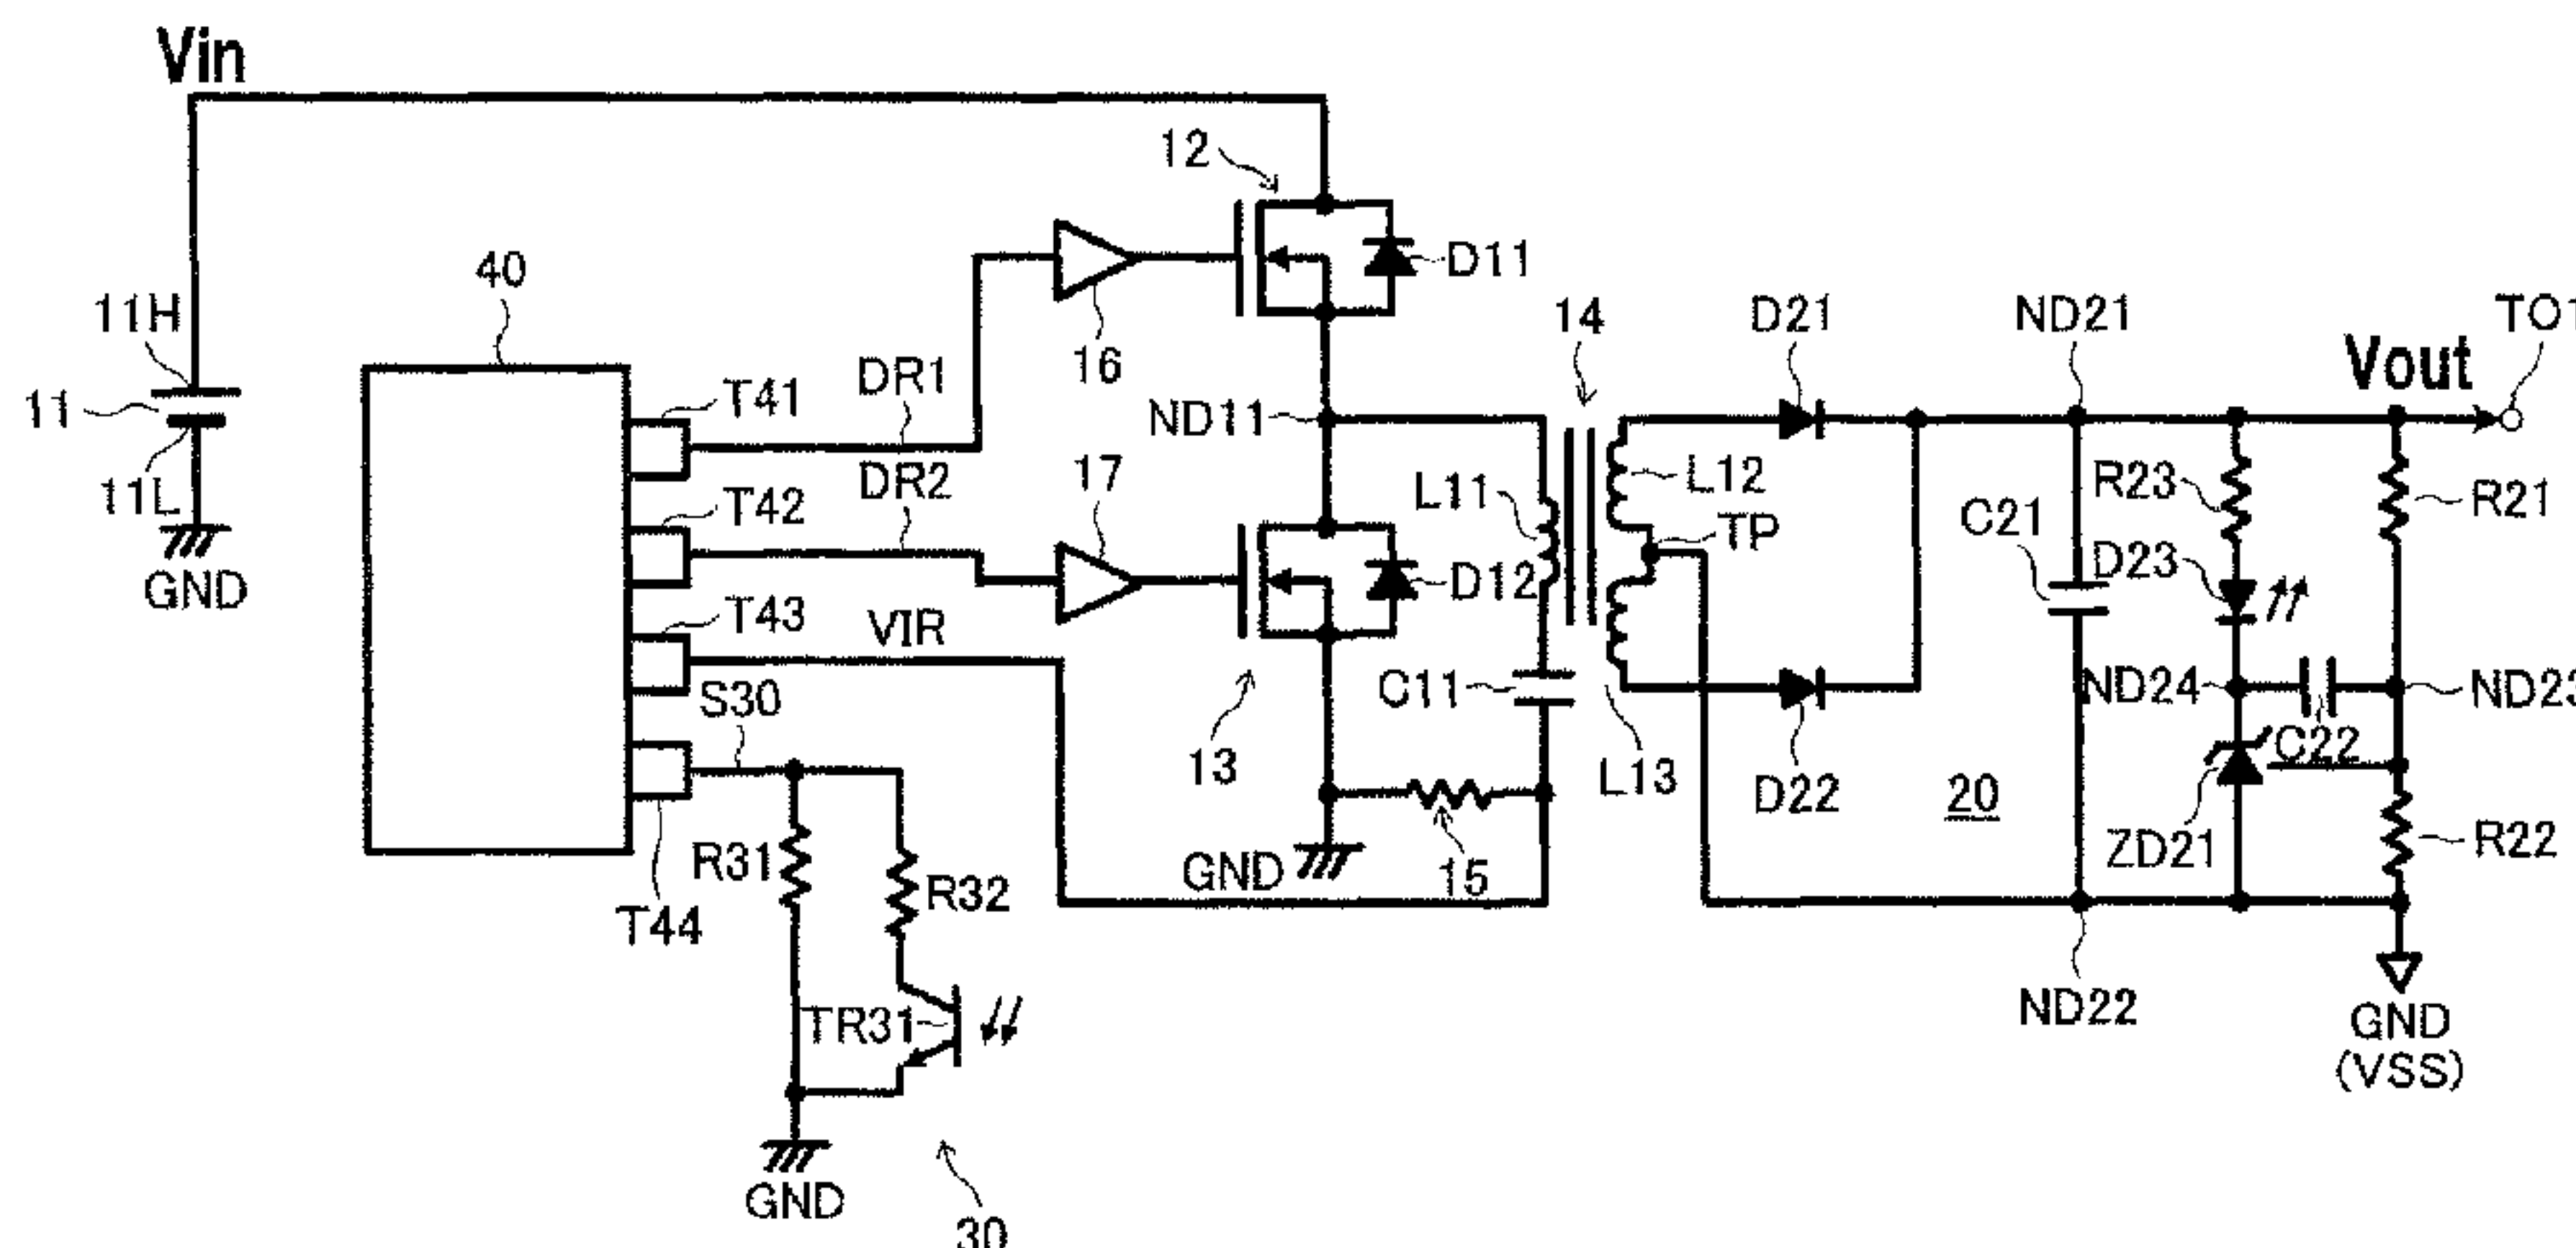 Vin
12
D11
40
16
11H
11
11L
GND
T41
DR1
T42
DR2
T43
VIR
S30
T44
17
ND11
D12
13
14
L11
L12
TP
C11
L13
15
GND
D21
D22
ND21
Vout
C21
R23
R21
D23
ND24
C22
ZD21
R22
20
ND22
GND
(VSS)
R31
R32
TR31
GND
30